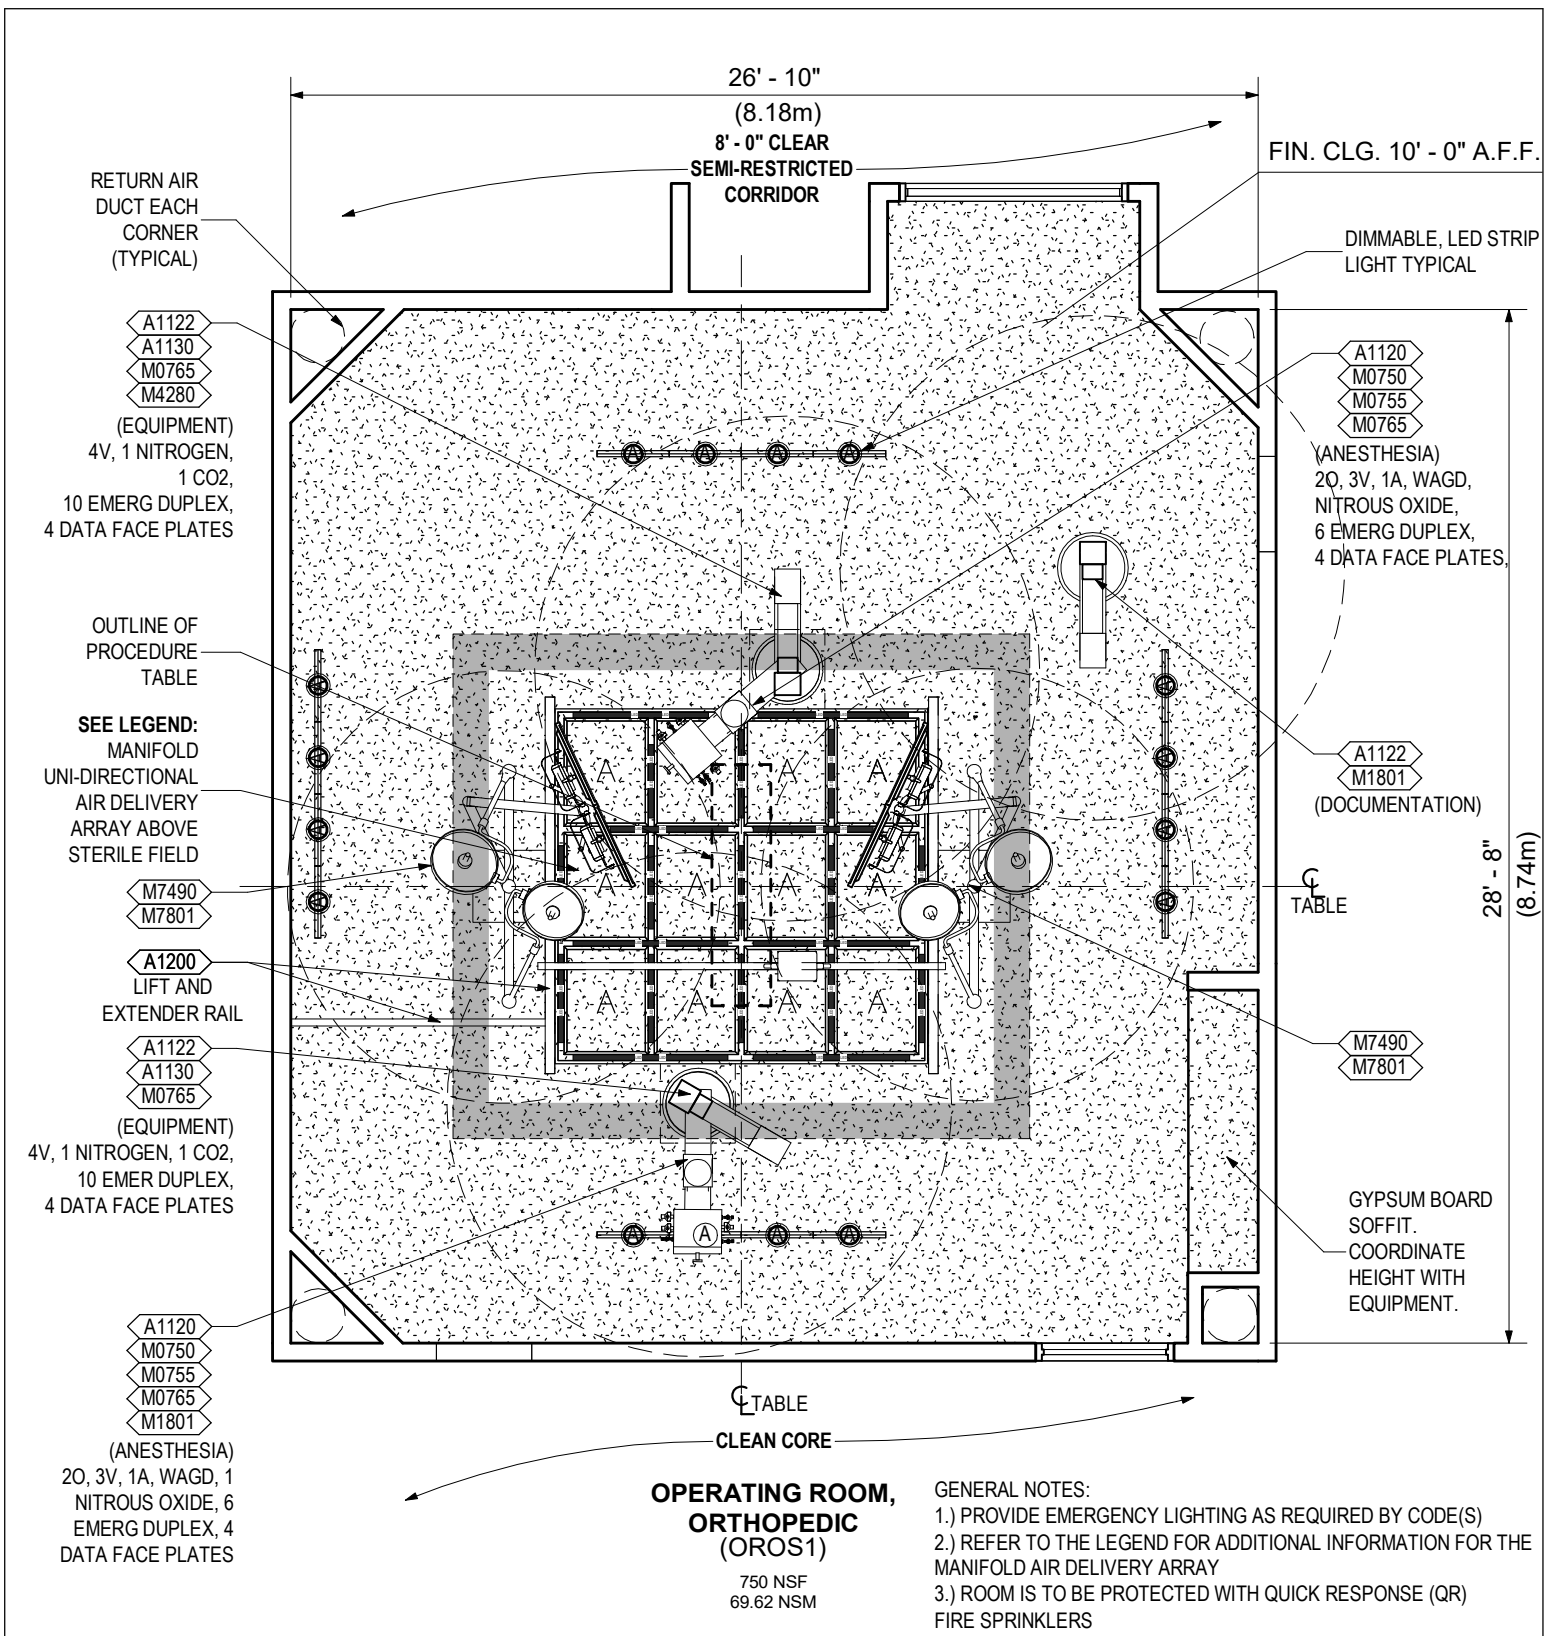 26' - 10"
(8.18m)
8' - 0" CLEAR
SEMI-RESTRICTED
CORRIDOR
FIN. CLG. 10' - 0" A.F.F.
RETURN AIR
DUCT EACH
CORNER
(TYPICAL)
DIMMABLE, LED STRIP
LIGHT TYPICAL
A1122
A1130
M0765
M4280
(EQUIPMENT)
4V, 1 NITROGEN,
1 CO2,
10 EMERG DUPLEX,
4 DATA FACE PLATES
A1120
M0750
M0755
M0765
(ANESTHESIA)
2O, 3V, 1A, WAGD,
NITROUS OXIDE,
6 EMERG DUPLEX,
4 DATA FACE PLATES,
OUTLINE OF
PROCEDURE
TABLE
SEE LEGEND:
MANIFOLD
UNI-DIRECTIONAL
AIR DELIVERY
ARRAY ABOVE
STERILE FIELD
A1122
M1801
(DOCUMENTATION)
M7490
M7801
A1200
LIFT AND
EXTENDER RAIL
A A A A
A A A A
A A A A
A A A A
A A A A
A A A A
A A A A
A A A A
CL
TABLE
28' - 8"
(8.74m)
A1122
A1130
M0765
(EQUIPMENT)
4V, 1 NITROGEN, 1 CO2,
10 EMER DUPLEX,
4 DATA FACE PLATES
M7490
M7801
GYPSUM BOARD
SOFFIT.
COORDINATE
HEIGHT WITH
EQUIPMENT.
A1120
M0750
M0755
M0765
M1801
(ANESTHESIA)
2O, 3V, 1A, WAGD, 1
NITROUS OXIDE, 6
EMERG DUPLEX, 4
DATA FACE PLATES
CL TABLE
CLEAN CORE
OPERATING ROOM,
ORTHOPEDIC
(OROS1)
750 NSF
69.62 NSM
GENERAL NOTES:
1.) PROVIDE EMERGENCY LIGHTING AS REQUIRED BY CODE(S)
2.) REFER TO THE LEGEND FOR ADDITIONAL INFORMATION FOR THE
MANIFOLD AIR DELIVERY ARRAY
3.) ROOM IS TO BE PROTECTED WITH QUICK RESPONSE (QR)
FIRE SPRINKLERS